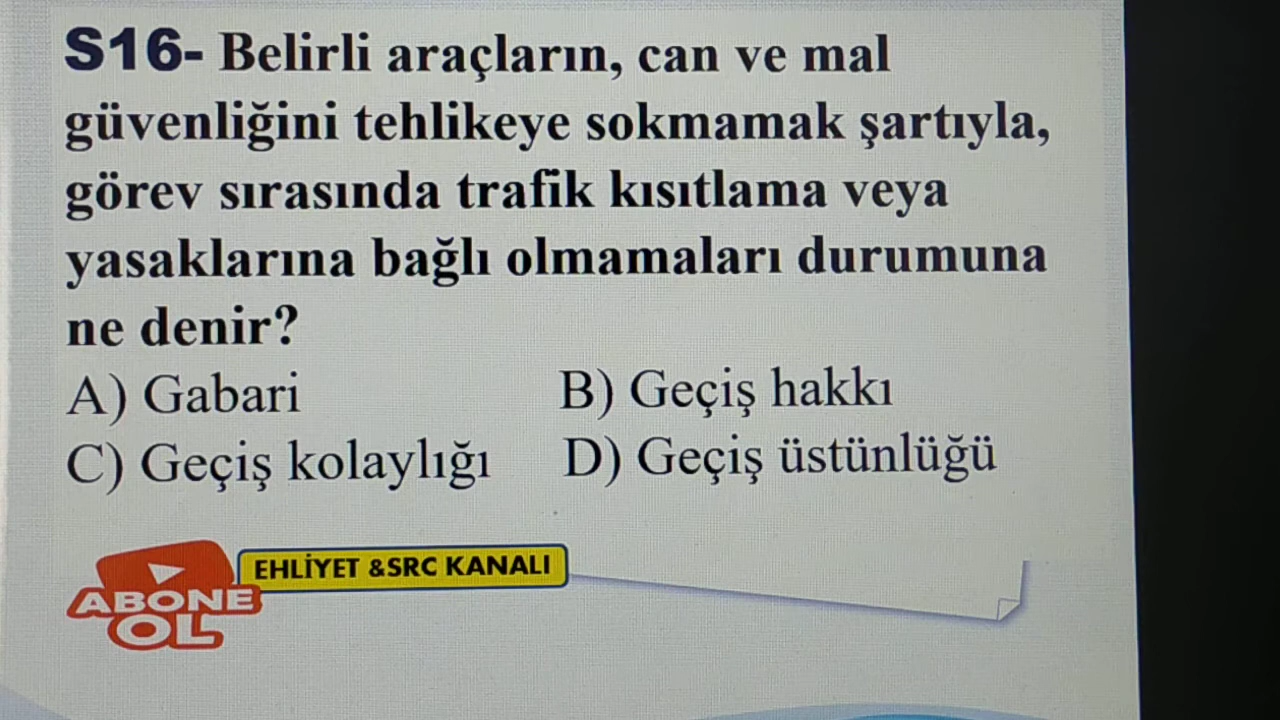 S16- Belirli araçların, can ve mal
güvenliğini tehlikeye sokmamak şartıyla,
görev sırasında trafik kısıtlama veya
yasaklarına bağlı olmamaları durumuna
ne denir?
A) Gabari B) Geçiş hakkı
C) Geçiş kolaylığı D) Geçiş üstünlüğü
EHLİYET &SRC KANALI
ABONE
OL